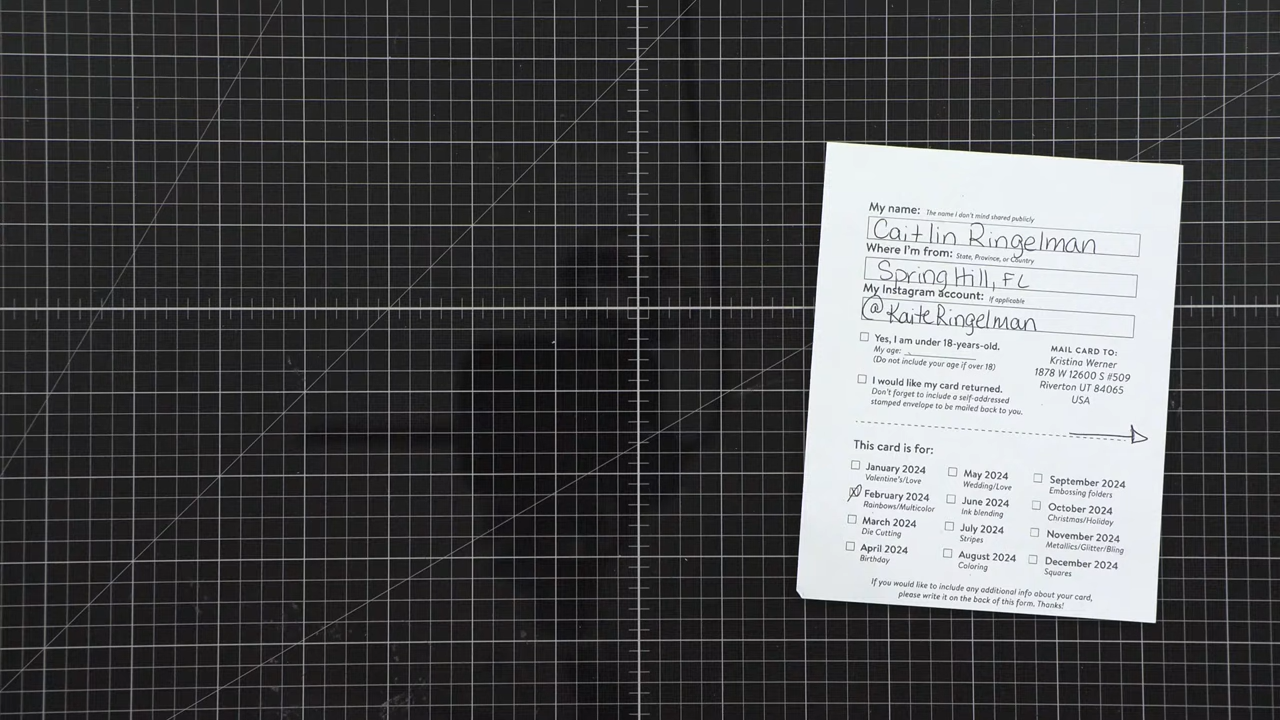 My name: The name I don't mind shared publicly
Caitlin Ringelman
Where I'm from: State, Province, or Country
Spring Hill, FL
My Instagram account: if applicable
@KaiteRingelman
Yes, I am under 18-years-old.
My age:
(Do not include your age if over 18)
I would like my card returned.
Don't forget to include a self-addressed
stamped envelope to be mailed back to you.
MAIL CARD TO:
Kristina Werner
1878 W 12600 S #509
Riverton UT 84065
USA
This card is for:
January 2024
Valentine's/Love
February 2024
Rainbows/Multicolor
March 2024
Die Cutting
April 2024
Birthday
May 2024
Wedding/Love
June 2024
Ink blending
July 2024
Stripes
August 2024
Coloring
September 2024
Embossing folders
October 2024
Christmas/Holiday
November 2024
Metallics/Glitter/Bling
December 2024
Squares
If you would like to include any additional info about your card,
please write it on the back of this form. Thanks!